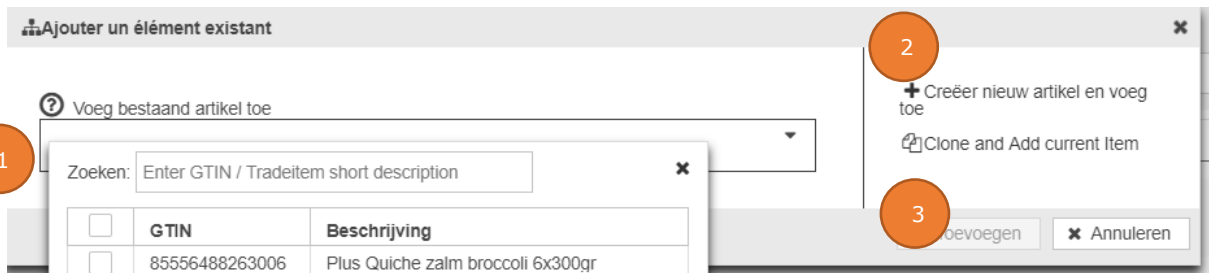 Ajouter un élément existant
2
Creëer nieuw artikel en voeg
toe
Voeg bestaand artikel toe
Clone and Add current Item
1
Zoeken: Enter GTIN / Tradeitem short description
3
oevoegen
Annuleren
GTIN Beschrijving
85556488263006 Plus Quiche zalm broccoli 6x300gr